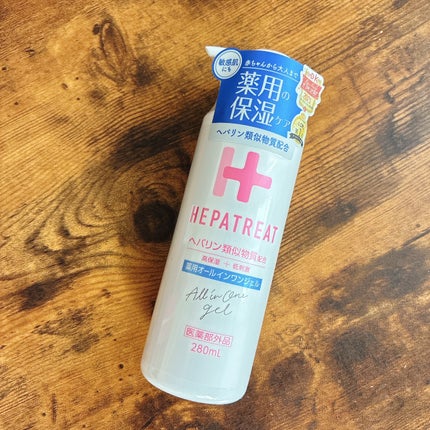 敏感肌
にも
赤ちゃんから大人まで
薬用の
保湿ケア
ヘパリン類似物質配合
HEPATREAT
ヘパリン類似物質配合
高保湿 + 低刺激
薬用オールインワンジェル
All in One
gel
医薬部外品
280mL